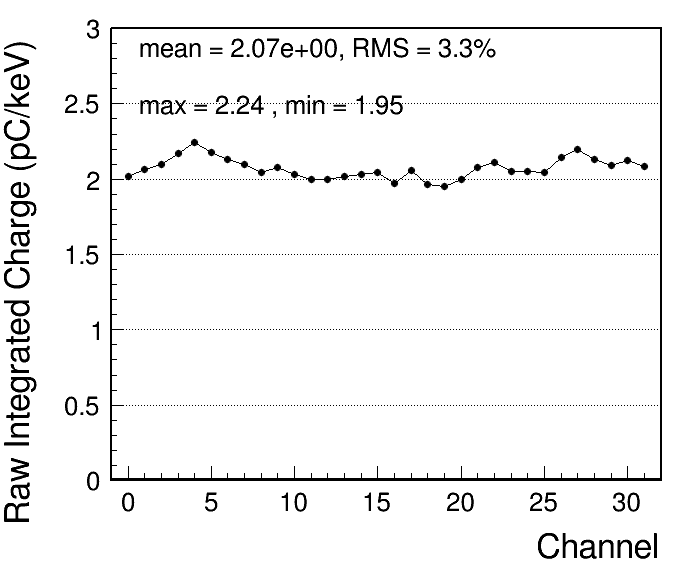 Raw Integrated Charge (pC/keV)
3
2.5
2
1.5
1
0.5
0
mean = 2.07e+00, RMS = 3.3%
max = 2.24 , min = 1.95
0 5 10 15 20 25 30
Channel